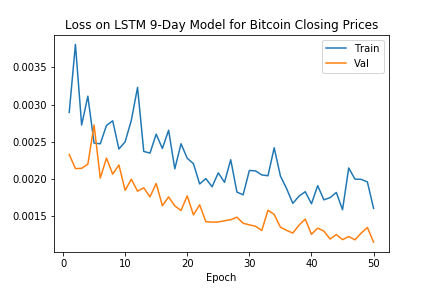 Loss on LSTM 9-Day Model for Bitcoin Closing Prices
Train
Val
0.0035
0.0030
0.0025
0.0020
0.0015
0 10 20 30 40 50
Epoch